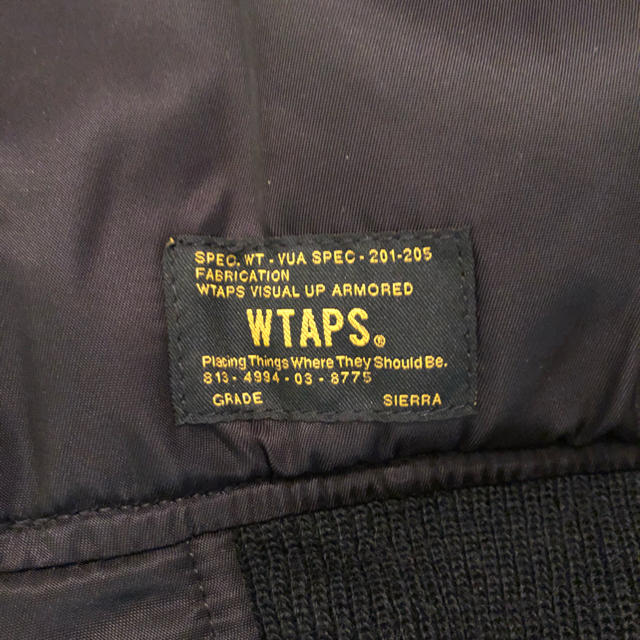 SPEC. WT - VUA SPEC - 201-205
FABRICATION
WTAPS VISUAL UP ARMORED
WTAPS®
Placing Things Where They Should Be.
813- 4994 - 03 - 8775
GRADE SIERRA